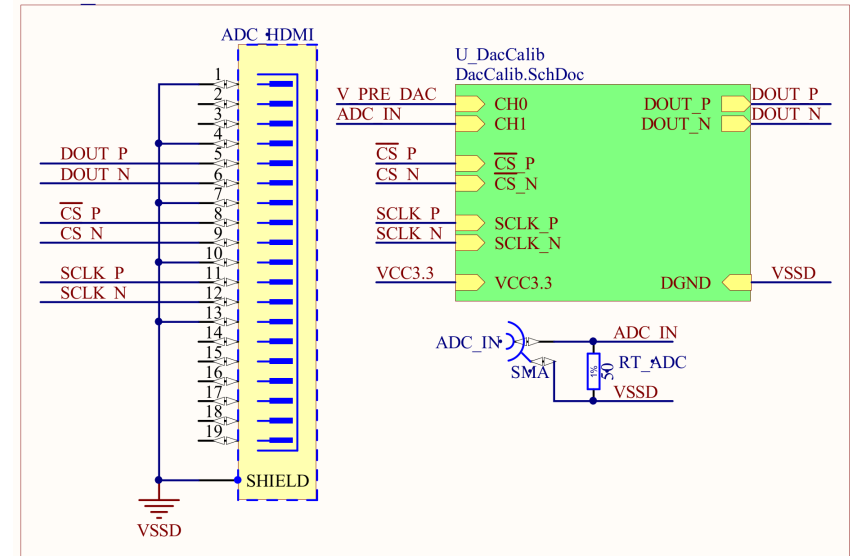 ADC_HDMI
1
2
3
4
5
6
7
8
9
10
11
12
13
14
15
16
17
18
19
DOUT_P
DOUT_N
CS_P
CS_N
SCLK_P
SCLK_N
SHIELD
VSSD
U_DacCalib
DacCalib.SchDoc
V_PRE_DAC
ADC_IN
CS_P
CS_N
SCLK_P
SCLK_N
VCC3.3
CH0
CH1
CS_P
CS_N
SCLK_P
SCLK_N
VCC3.3
DOUT_P
DOUT_N
DGND
DOUT_P
DOUT_N
VSSD
ADC_IN
SMA
ADC_IN
RT_ADC
1%
50
VSSD